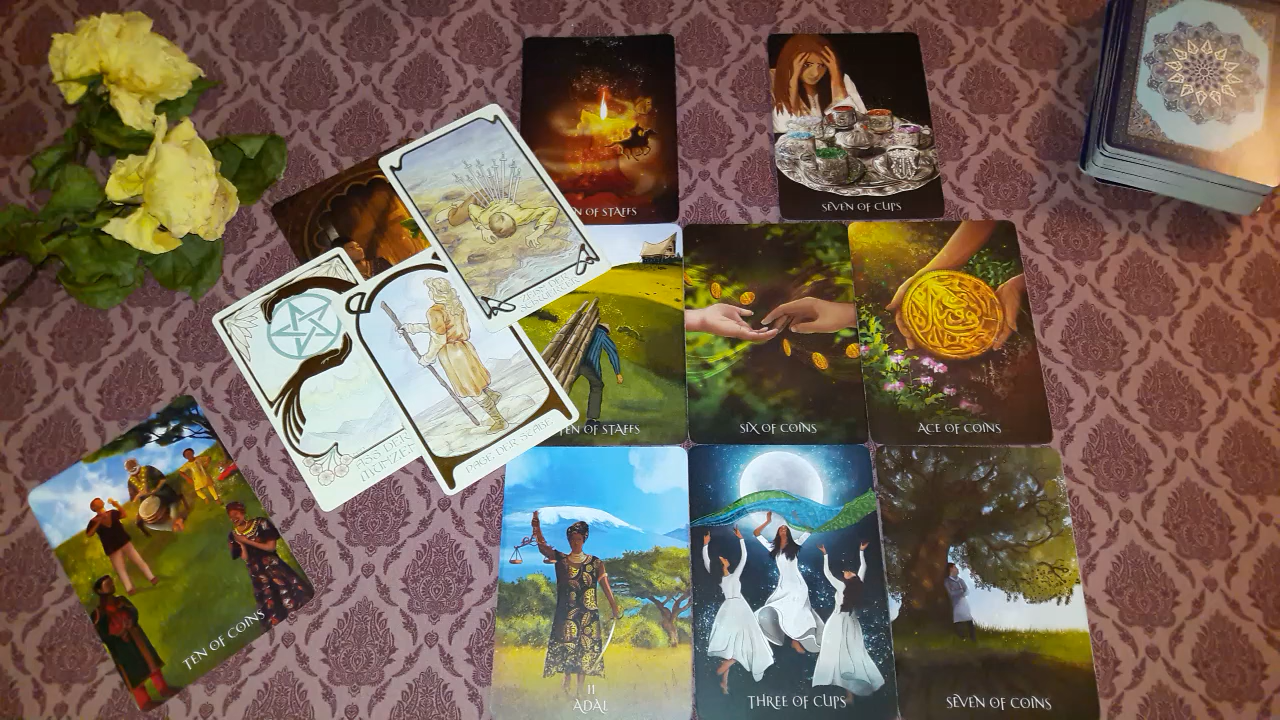 N OF STAFFS
SEVEN OF CUPS
TEN OF STAFFS
SIX OF COINS
ACE OF COINS
ASS DER
MÜNZEN
PAGE DER STÄBE
TEN OF COINS
11
ADAL
THREE OF CUPS
SEVEN OF COINS